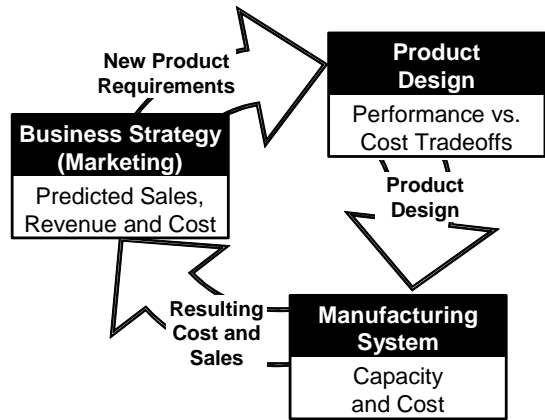 New Product
Requirements
Product
Design
Performance vs.
Cost Tradeoffs
Business Strategy
(Marketing)
Predicted Sales,
Revenue and Cost
Product
Design
Resulting
Cost and
Sales
Manufacturing
System
Capacity
and Cost